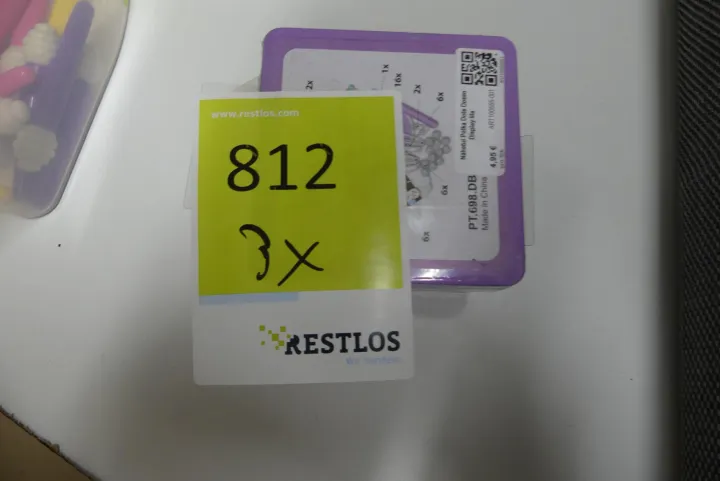 www.restlos.com
812
3x
RESTLOS
2x
1x
16x
2x
6x
6x
6x
PT.698.DB
Made in China
4,95 €